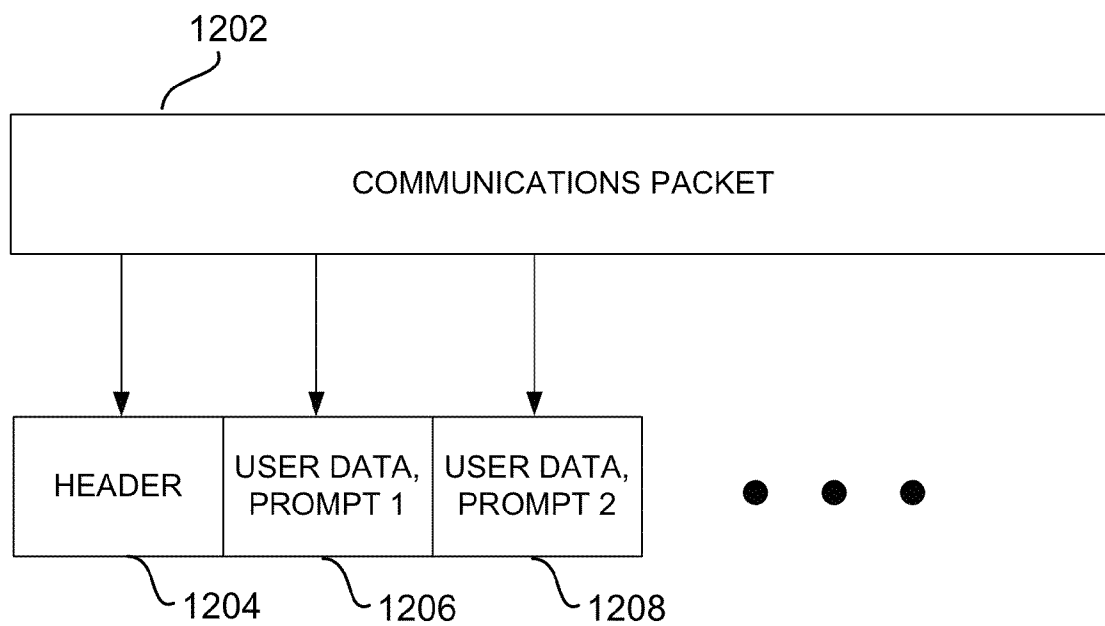 1202
COMMUNICATIONS PACKET
HEADER
USER DATA,
PROMPT 1
USER DATA,
PROMPT 2
1204
1206
1208